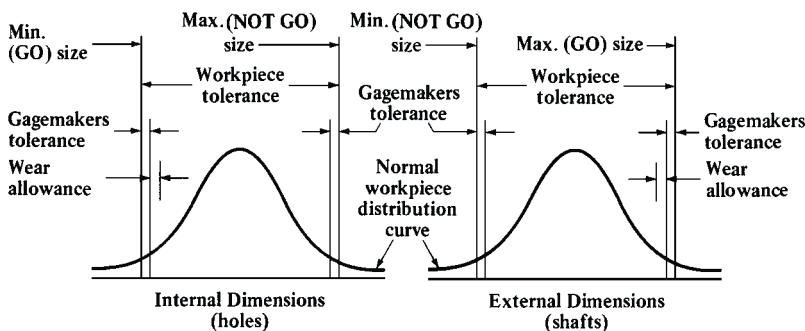 Min.
(GO) size
Max. (NOT GO)
size
Workpiece
tolerance
Gagemakers
tolerance
Wear
allowance
Internal Dimensions
(holes)
Min. (NOT GO)
size
Gagemakers
tolerance
Normal
workpiece
distribution
curve
Max. (GO) size
Workpiece
tolerance
Gagemakers
tolerance
Wear
allowance
External Dimensions
(shafts)